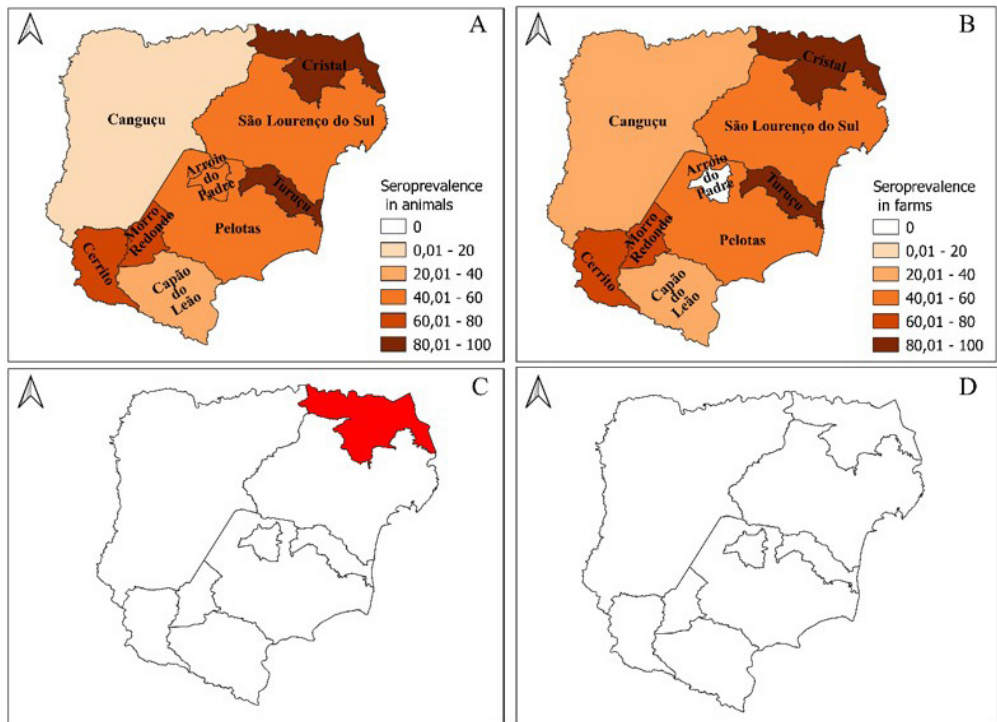 A
Cristal
Canguçu
São Lourenço do Sul
Arroio
do
Padre
Turuçu
Morro
Redondo
Pelotas
Cerrito
Capão
do
Leão
Seroprevalence
in animals
0
0,01 - 20
20,01 - 40
40,01 - 60
60,01 - 80
80,01 - 100
B
Cristal
Canguçu
São Lourenço do Sul
Arroio
do
Padre
Turuçu
Morro
Redondo
Pelotas
Cerrito
Capão
do
Leão
Seroprevalence
in farms
0
0,01 - 20
20,01 - 40
40,01 - 60
60,01 - 80
80,01 - 100
C
D